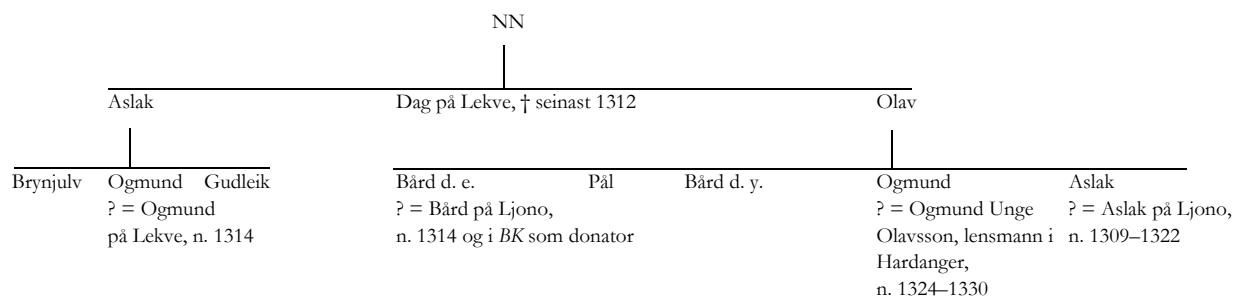 NN
Aslak Dag på Lekve, † seinast 1312 Olav
Brynjulv Ogmund Gudleik Bård d. e. Pål Bård d. y. Ogmund Aslak
? = Ogmund ? = Bård på Ljono, ? = Ogmund Unge ? = Aslak på Ljono,
på Lekve, n. 1314 n. 1314 og i BK som donator Olavsson, lensmann i n. 1309–1322
Hardanger,
n. 1324–1330